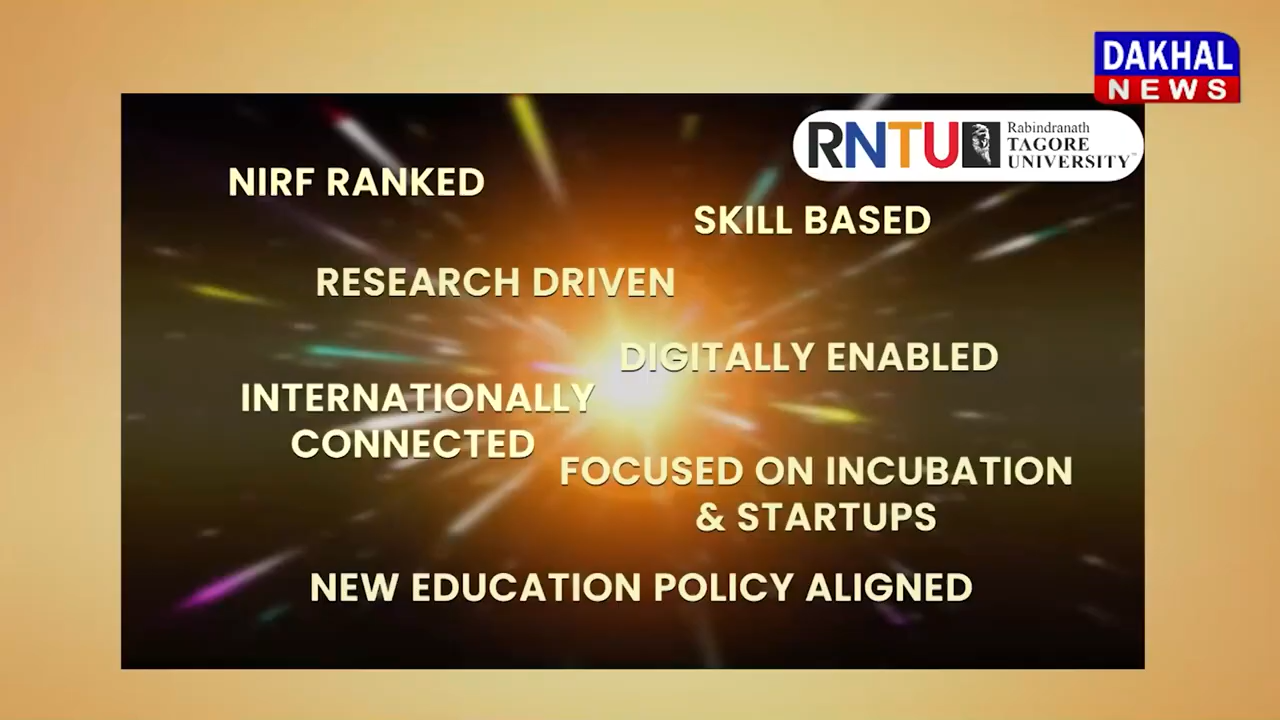 DAKHAL
NEWS
RNTU
Rabindranath
TAGORE
UNIVERSITY™
NIRF RANKED
SKILL BASED
RESEARCH DRIVEN
DIGITALLY ENABLED
INTERNATIONALLY
CONNECTED
FOCUSED ON INCUBATION
& STARTUPS
NEW EDUCATION POLICY ALIGNED